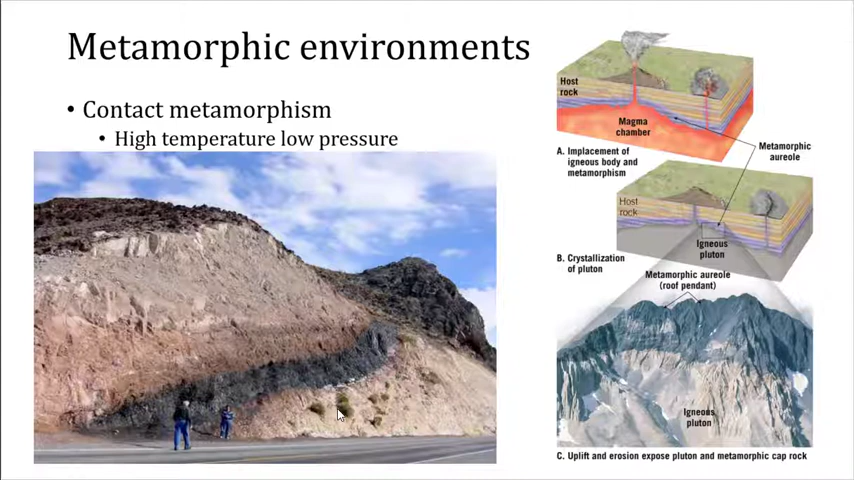 Metamorphic environments
• Contact metamorphism
• High temperature low pressure
Host
rock
Magma
chamber
Metamorphic
aureole
A. Implacement of
igneous body and
metamorphism
Host
rock
Igneous
pluton
B. Crystallization
of pluton
Metamorphic aureole
(roof pendant)
Igneous
pluton
C. Uplift and erosion expose pluton and metamorphic cap rock